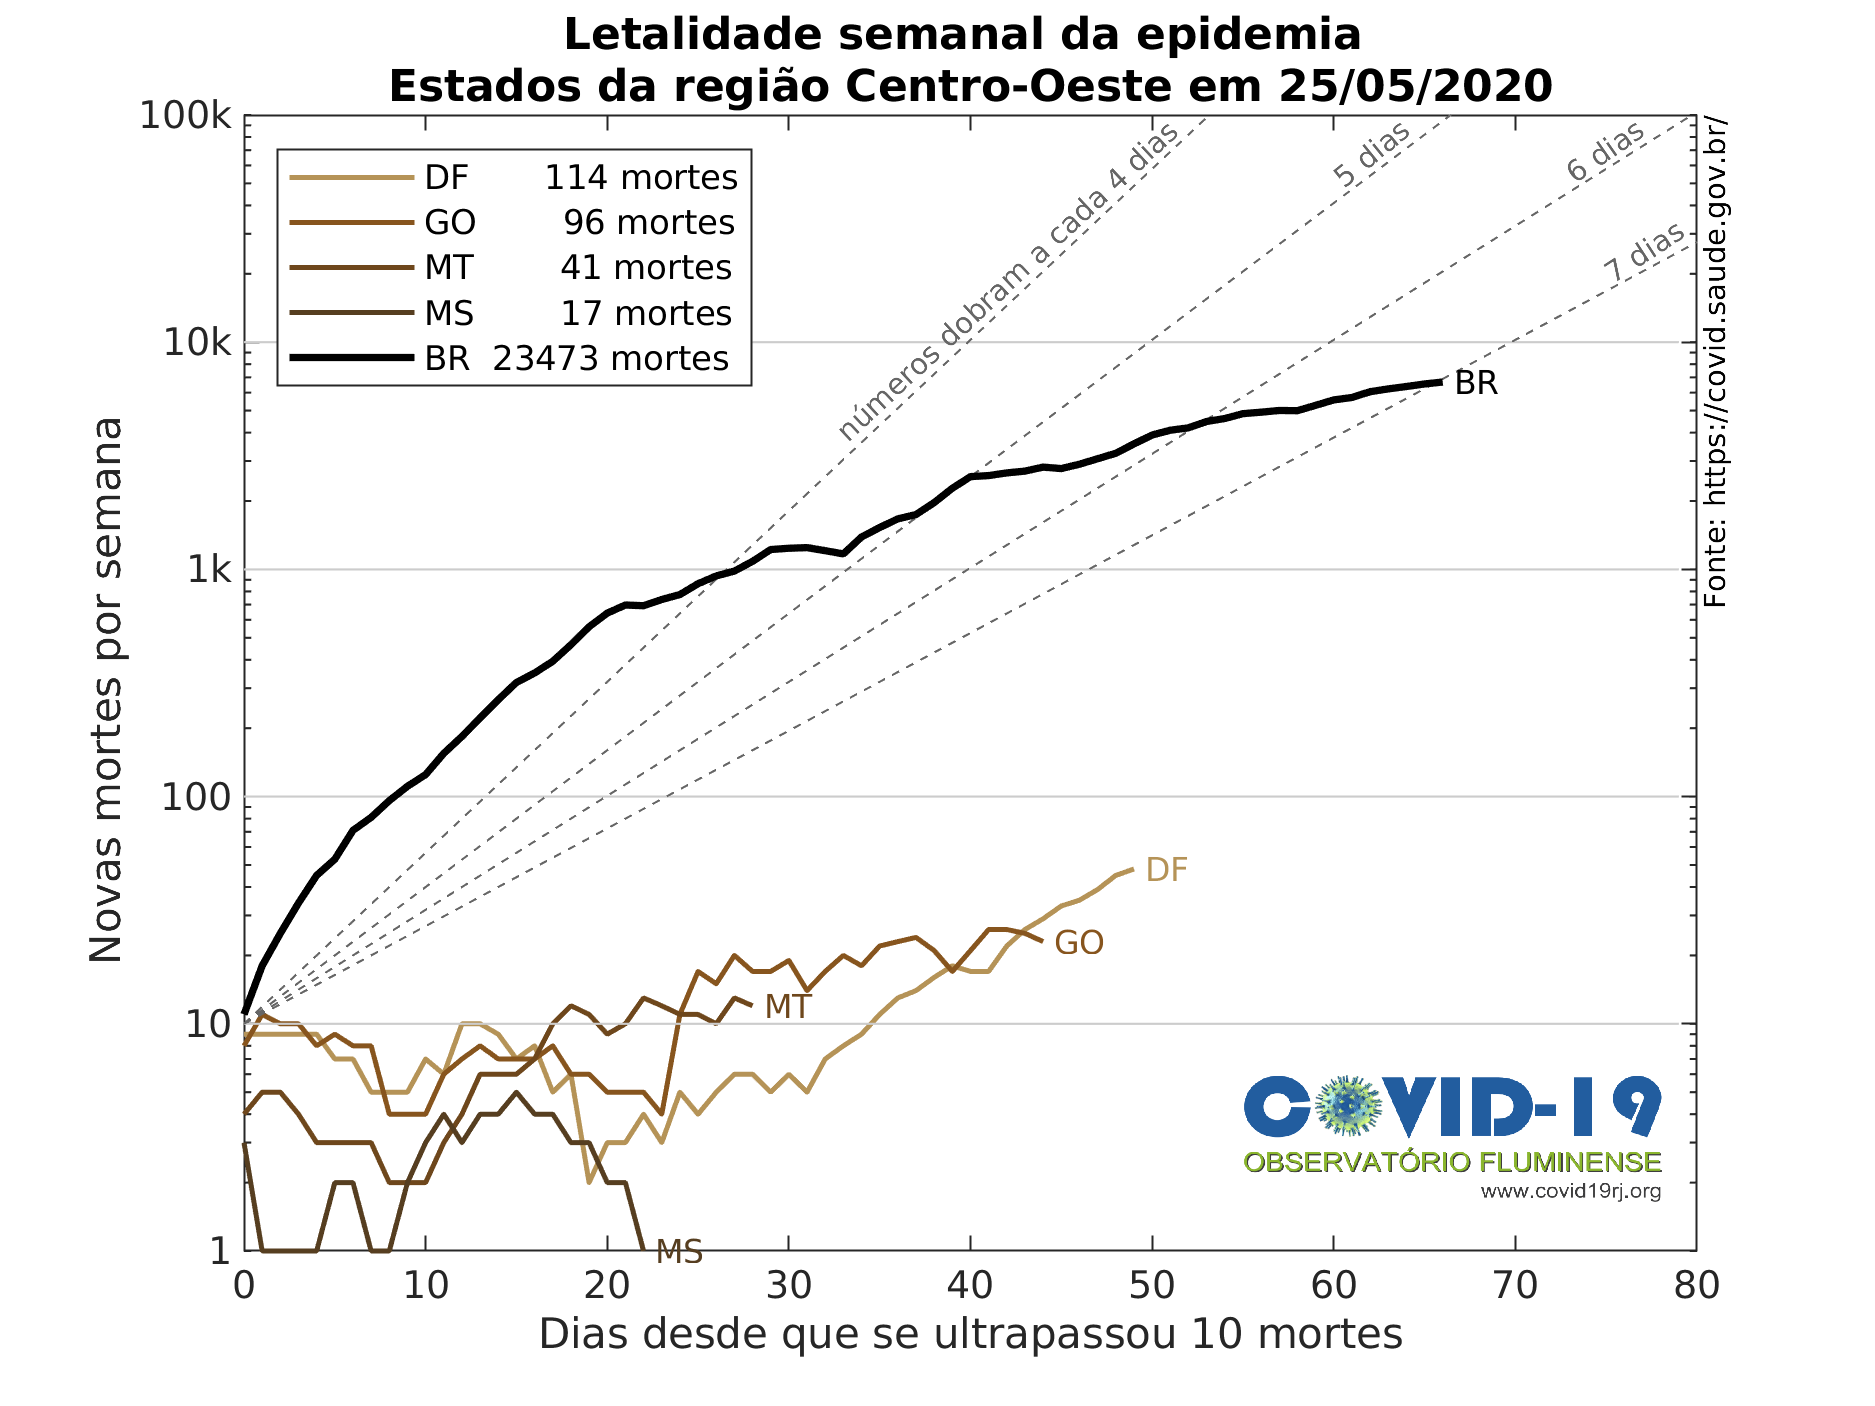 Letalidade semanal da epidemia
Estados da região Centro-Oeste em 25/05/2020
100k
10k
1k
100
10
1
Novas mortes por semana
DF 114 mortes
GO 96 mortes
MT 41 mortes
MS 17 mortes
BR 23473 mortes
números dobram a cada 4 dias
5 dias
6 dias
7 dias
BR
DF
GO
MT
MS
Fonte: https://covid.saude.gov.br/
COVID-19
OBSERVATÓRIO FLUMINENSE
www.covid19rj.org
0 10 20 30 40 50 60 70 80
Dias desde que se ultrapassou 10 mortes